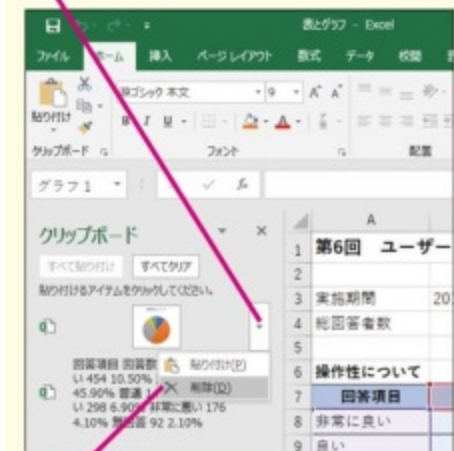 表とグラフ - Excel
ファイル ホーム 挿入 ページレイアウト 数式 データ 校閲
游ゴシック 本文 9 A A
貼り付け B I U A
クリップボード フォント 配置
グラフ 1 fx
クリップボード
すべて貼り付け すべてクリア
貼り付けるアイテムをクリックしてください。
回答項目 回答数
い 454 10.50%
45.90% 普通 1
い 298 6.90% 非常に悪い 176
4.10% 無回答 92 2.10%
貼り付け(P)
削除(D)
A
1 第6回 ユーザー
2
3 実施期間 20
4 総回答者数
5
6 操作性について
7 回答項目
8 非常に良い
9 良い